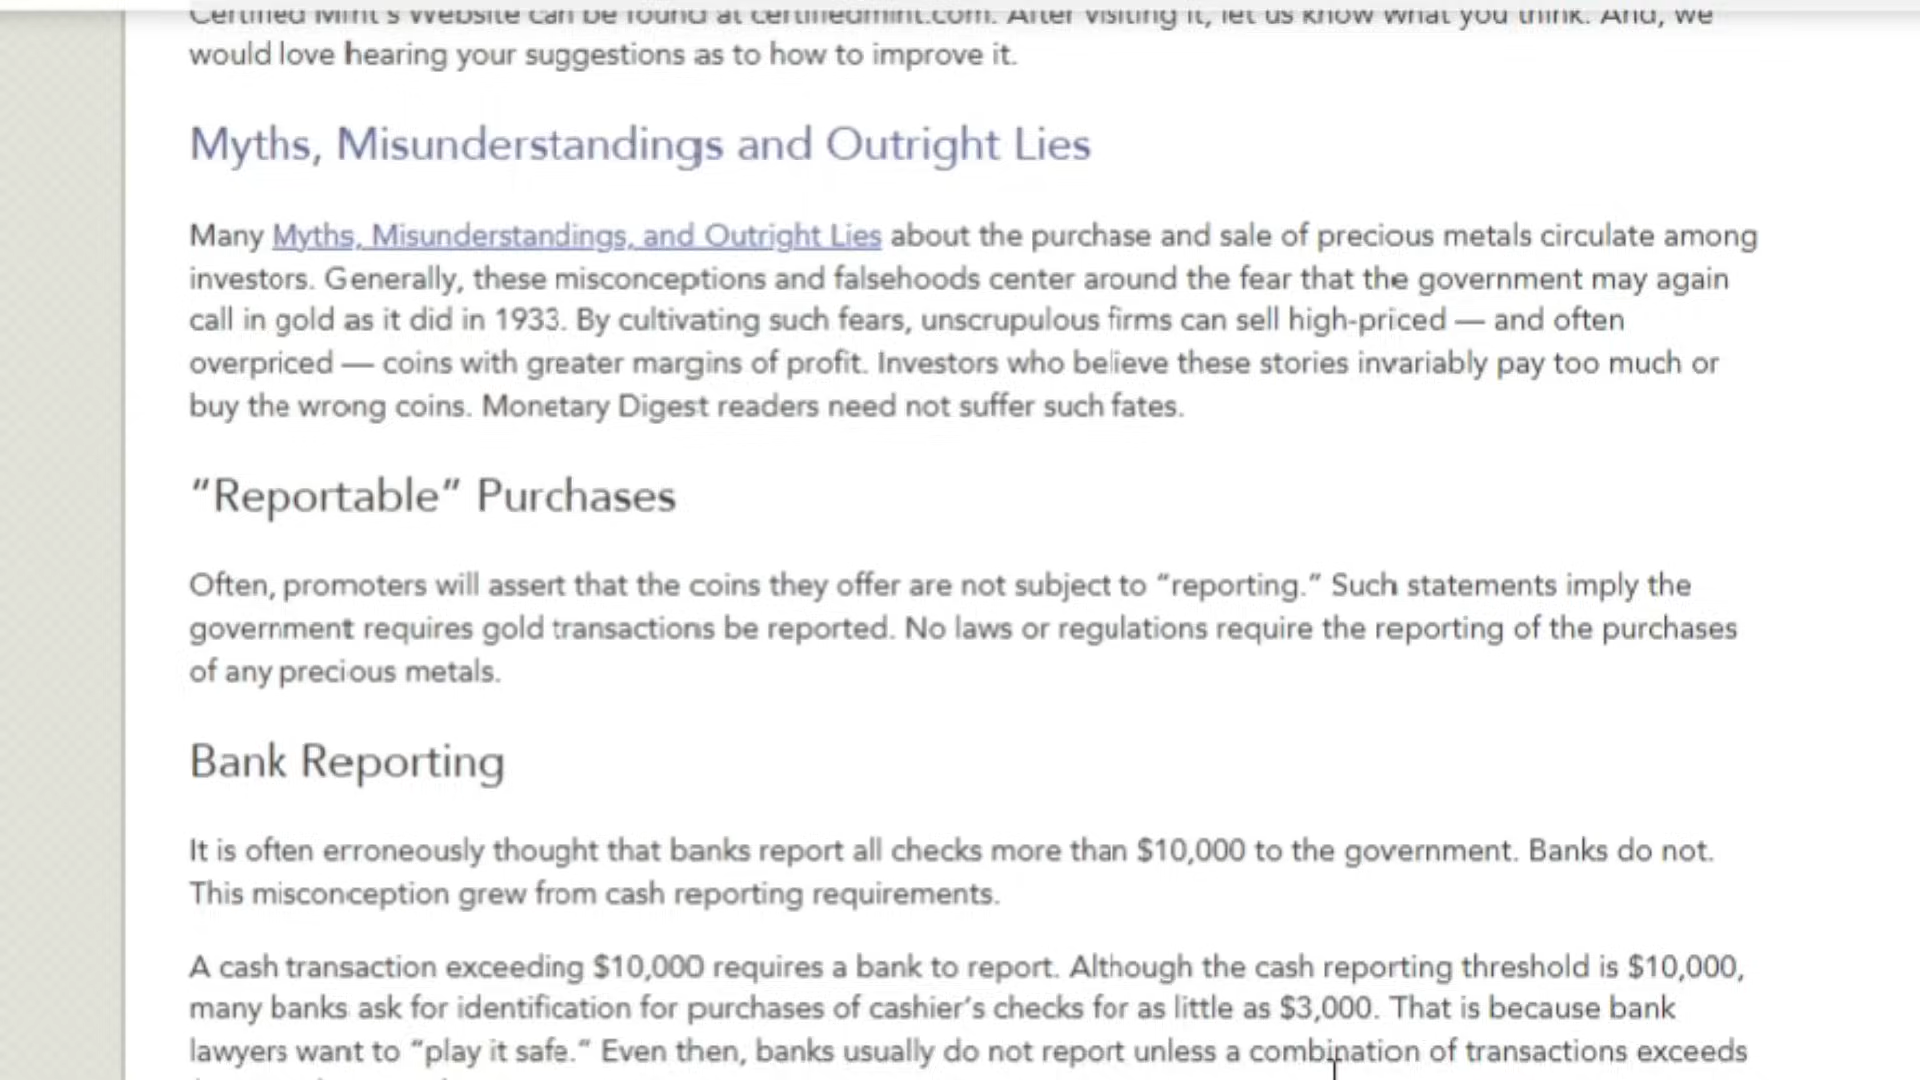 Certified Mint's Website can be found at certifiedmint.com. After visiting it, let us know what you think. And, we
would love hearing your suggestions as to how to improve it.
Myths, Misunderstandings and Outright Lies
Many Myths, Misunderstandings, and Outright Lies about the purchase and sale of precious metals circulate among
investors. Generally, these misconceptions and falsehoods center around the fear that the government may again
call in gold as it did in 1933. By cultivating such fears, unscrupulous firms can sell high-priced — and often
overpriced — coins with greater margins of profit. Investors who believe these stories invariably pay too much or
buy the wrong coins. Monetary Digest readers need not suffer such fates.
“Reportable” Purchases
Often, promoters will assert that the coins they offer are not subject to “reporting.” Such statements imply the
government requires gold transactions be reported. No laws or regulations require the reporting of the purchases
of any precious metals.
Bank Reporting
It is often erroneously thought that banks report all checks more than $10,000 to the government. Banks do not.
This misconception grew from cash reporting requirements.
A cash transaction exceeding $10,000 requires a bank to report. Although the cash reporting threshold is $10,000,
many banks ask for identification for purchases of cashier’s checks for as little as $3,000. That is because bank
lawyers want to “play it safe.” Even then, banks usually do not report unless a combination of transactions exceeds